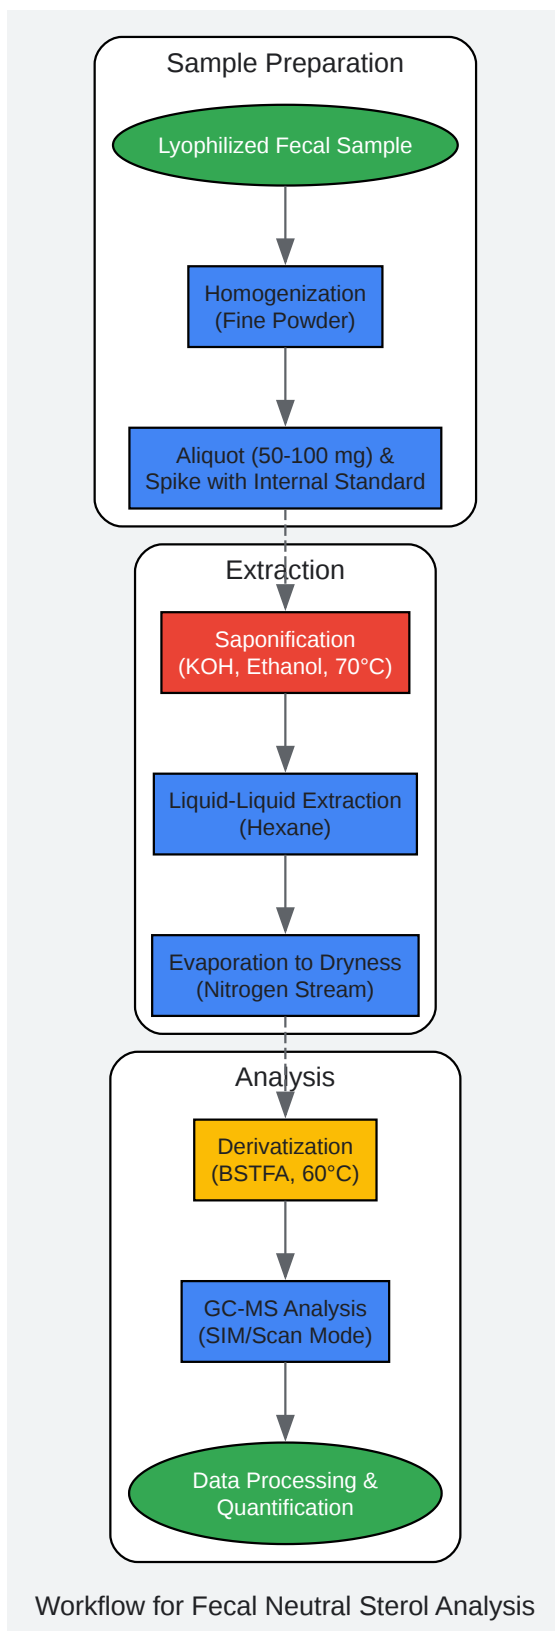 Sample Preparation
Lyophilized Fecal Sample
Homogenization
(Fine Powder)
Aliquot (50-100 mg) &
Spike with Internal Standard
Extraction
Saponification
(KOH, Ethanol, 70°C)
Liquid-Liquid Extraction
(Hexane)
Evaporation to Dryness
(Nitrogen Stream)
Analysis
Derivatization
(BSTFA, 60°C)
GC-MS Analysis
(SIM/Scan Mode)
Data Processing &
Quantification
Workflow for Fecal Neutral Sterol Analysis